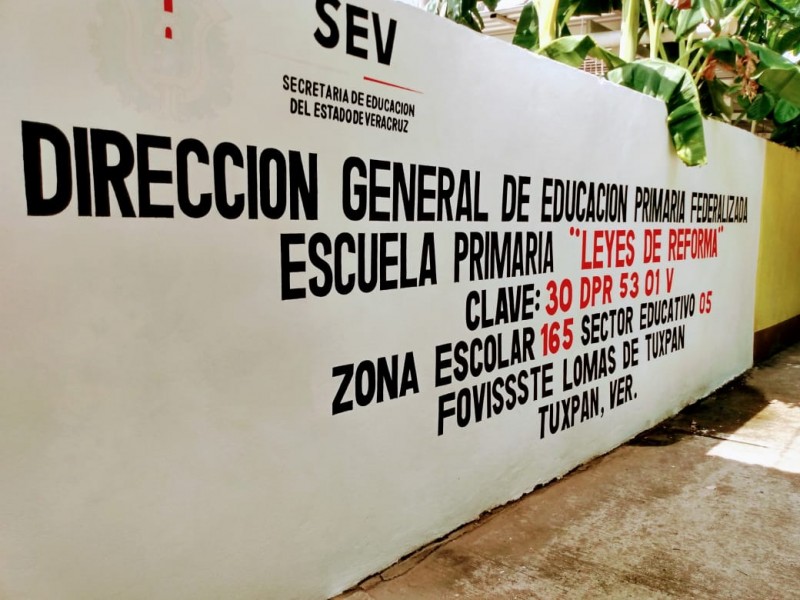 SEV
SECRETARIA DE EDUCACION
DEL ESTADO DE VERACRUZ
DIRECCION GENERAL DE EDUCACION PRIMARIA FEDERALIZADA
ESCUELA PRIMARIA "LEYES DE REFORMA"
CLAVE: 30 DPR 53 01 V
ZONA ESCOLAR 165 SECTOR EDUCATIVO 05
FOVISSSTE LOMAS DE TUXPAN
TUXPAN, VER.